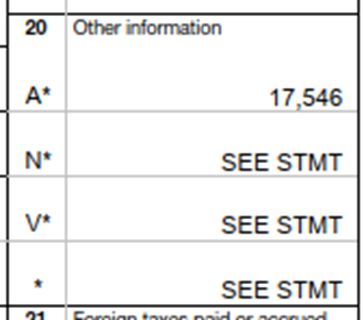 20 Other information
A* 17,546
N* SEE STMT
V* SEE STMT
* SEE STMT
21 Foreign taxes paid or accrued